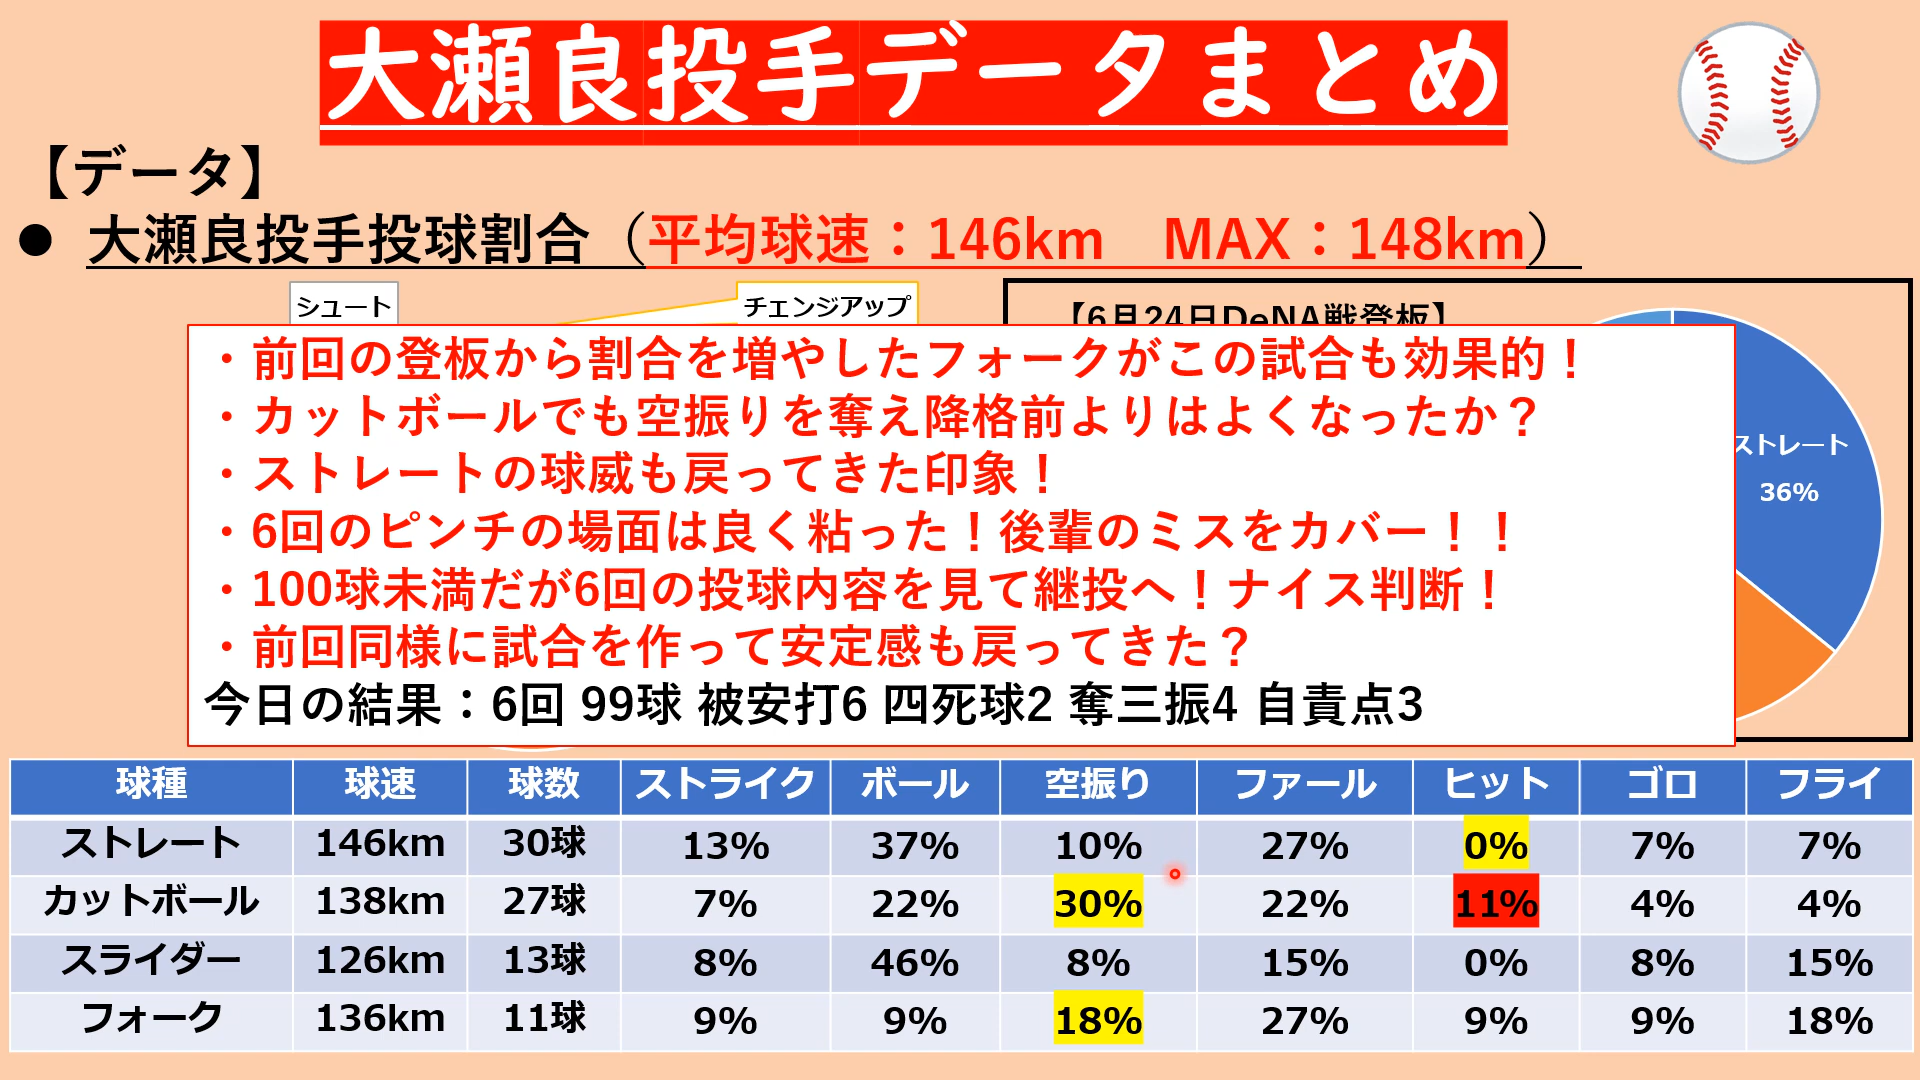 大瀬良投手データまとめ
【データ】
● 大瀬良投手投球割合（平均球速：146km　MAX：148km）
シュート
チェンジアップ
【6月24日DeNA戦登板】
・前回の登板から割合を増やしたフォークがこの試合も効果的！
・カットボールでも空振りを奪え降格前よりはよくなったか？
・ストレートの球威も戻ってきた印象！
・6回のピンチの場面は良く粘った！後輩のミスをカバー！！
・100球未満だが6回の投球内容を見て継投へ！ナイス判断！
・前回同様に試合を作って安定感も戻ってきた？
今日の結果：6回 99球 被安打6 四死球2 奪三振4 自責点3
ストレート
36%
球種 球速 球数 ストライク ボール 空振り ファール ヒット ゴロ フライ
ストレート 146km 30球 13% 37% 10% 27% 0% 7% 7%
カットボール 138km 27球 7% 22% 30% 22% 11% 4% 4%
スライダー 126km 13球 8% 46% 8% 15% 0% 8% 15%
フォーク 136km 11球 9% 9% 18% 27% 9% 9% 18%